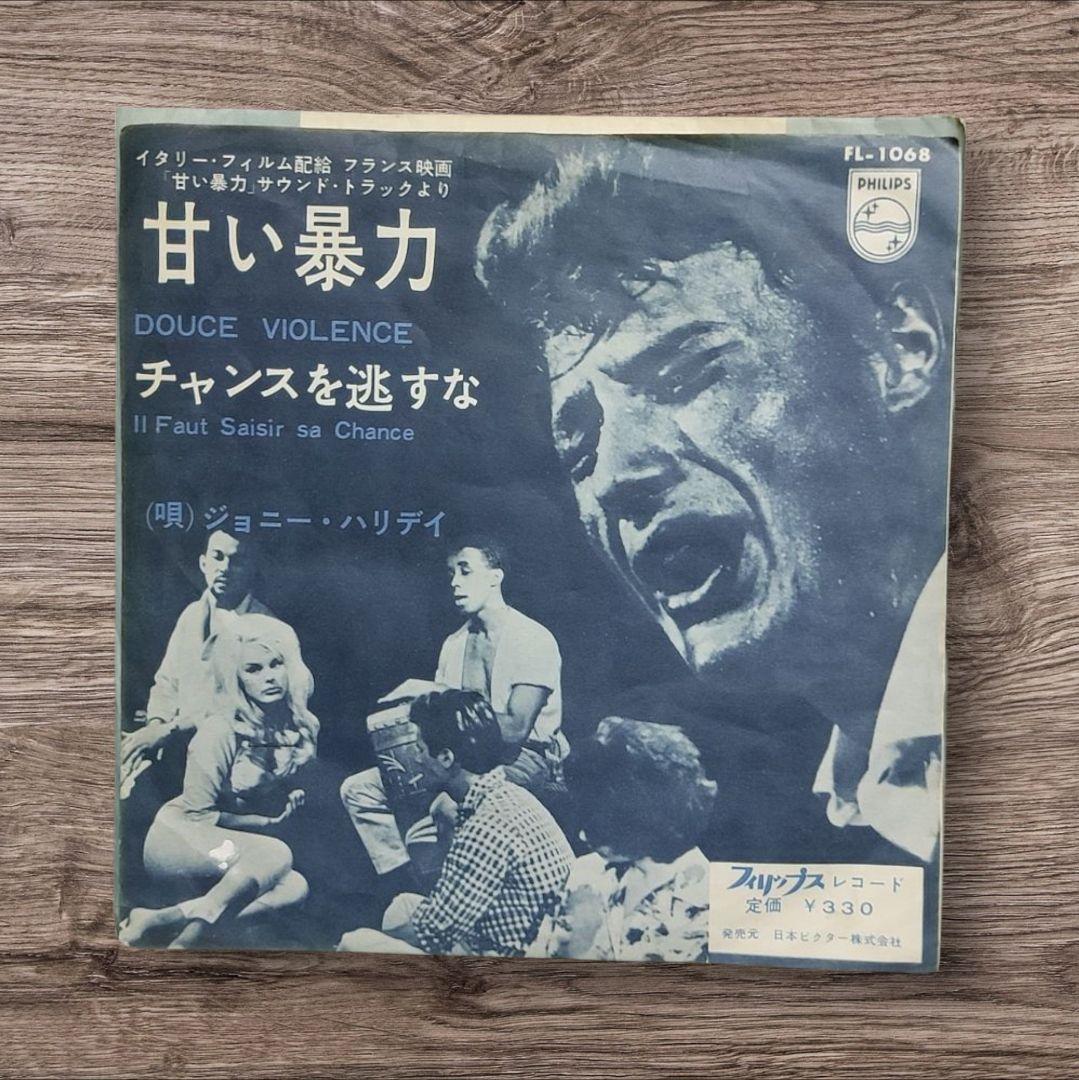 イタリー・フィルム配給 フランス映画
「甘い暴力」サウンド・トラックより
甘い暴力
DOUCE VIOLENCE
チャンスを逃すな
Il Faut Saisir sa Chance
(唄)ジョニー・ハリデイ
FL-1068
PHILIPS
フィリップス レコード
定価 ¥330
発売元 日本ビクター株式会社